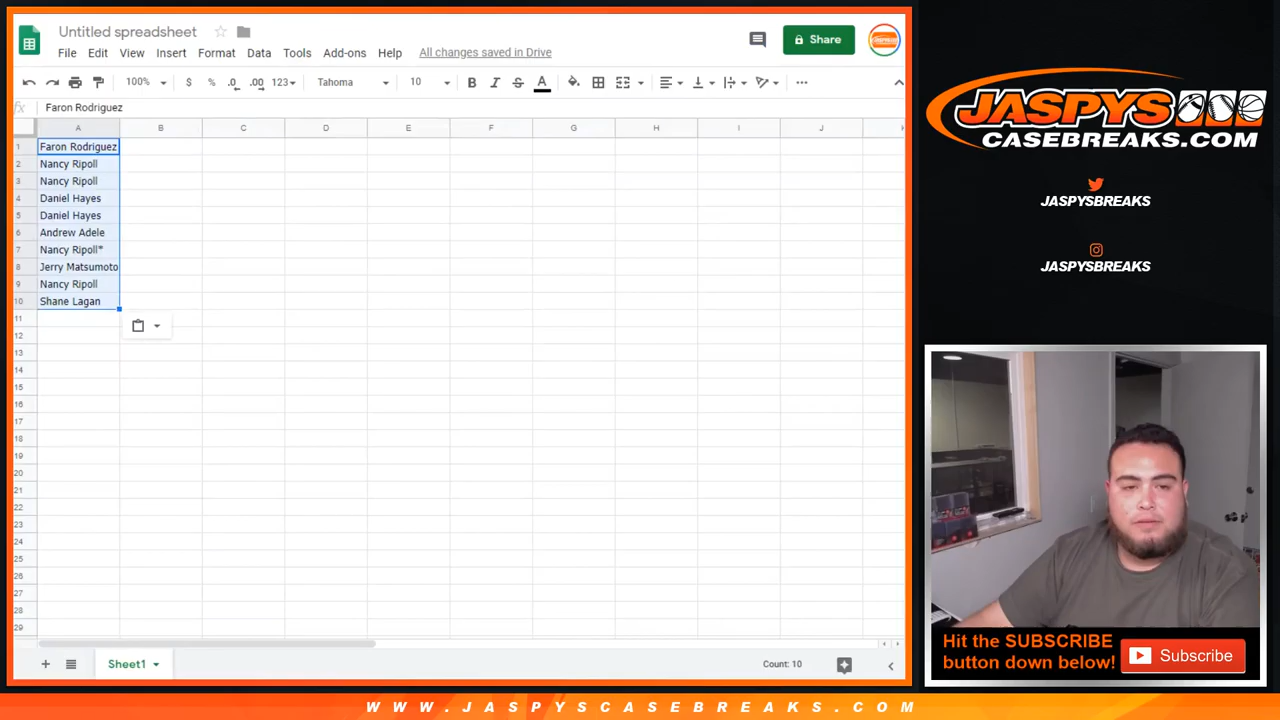 Untitled spreadsheet
File Edit View Insert Format Data Tools Add-ons Help All changes saved in Drive
Share
100% $ % .0 .00 123 Tahoma 10 B I S A
fx Faron Rodriguez
A B C D E F G H I J
1 Faron Rodriguez
2 Nancy Ripoll
3 Nancy Ripoll
4 Daniel Hayes
5 Daniel Hayes
6 Andrew Adele
7 Nancy Ripoll*
8 Jerry Matsumoto
9 Nancy Ripoll
10 Shane Lagan
11
12
13
14
15
16
17
18
19
20
21
22
23
24
25
26
27
28
29
Sheet1 Count: 10
JASPYS
CASEBREAKS.COM
JASPYSBREAKS
JASPYSBREAKS
Hit the SUBSCRIBE
button down below!
Subscribe
WWW.JASPYSCASEBREAKS.COM